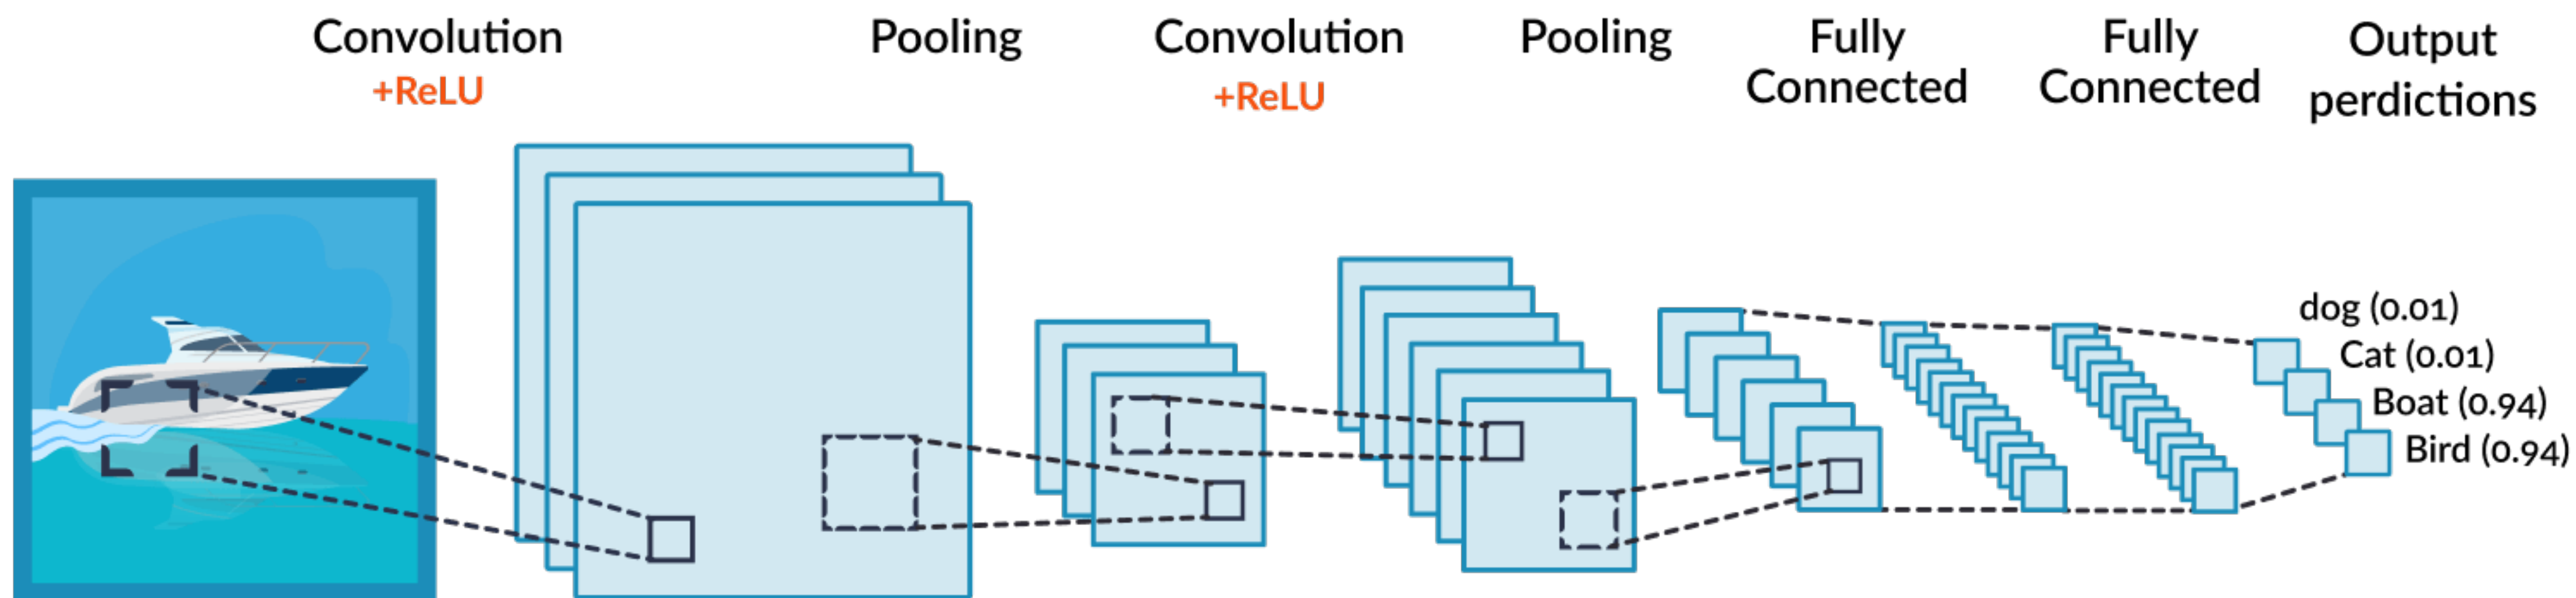 Convolution
+ReLU
Pooling
Convolution
+ReLU
Pooling
Fully
Connected
Fully
Connected
Output
perdictions
dog (0.01)
Cat (0.01)
Boat (0.94)
Bird (0.94)